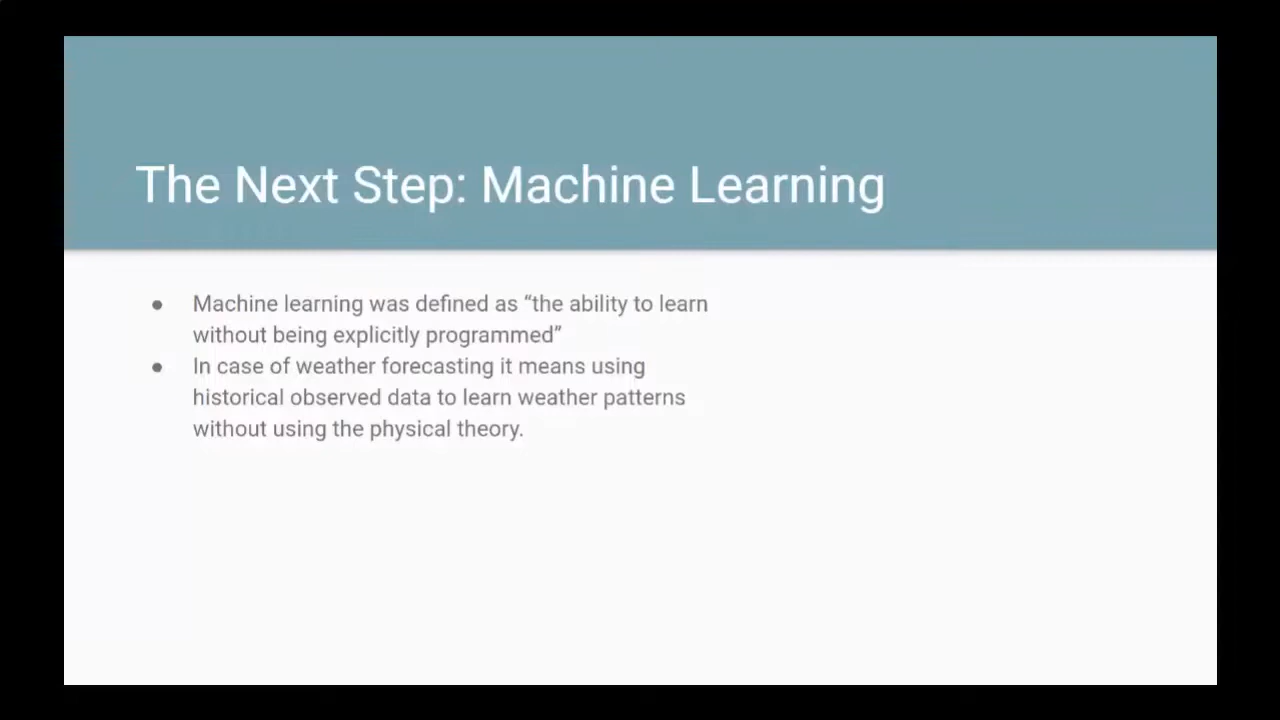 The Next Step: Machine Learning
● Machine learning was defined as “the ability to learn
without being explicitly programmed”
● In case of weather forecasting it means using
historical observed data to learn weather patterns
without using the physical theory.